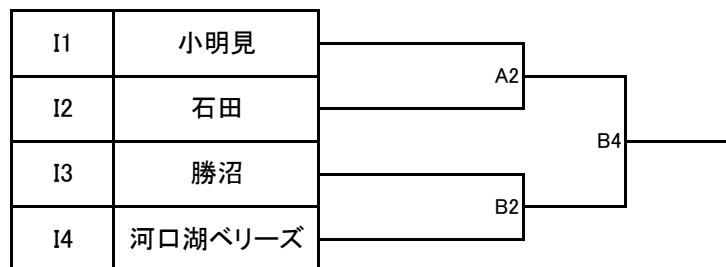 I1 小明見
A2
I2 石田
B4
I3 勝沼
B2
I4 河口湖ベリーズ